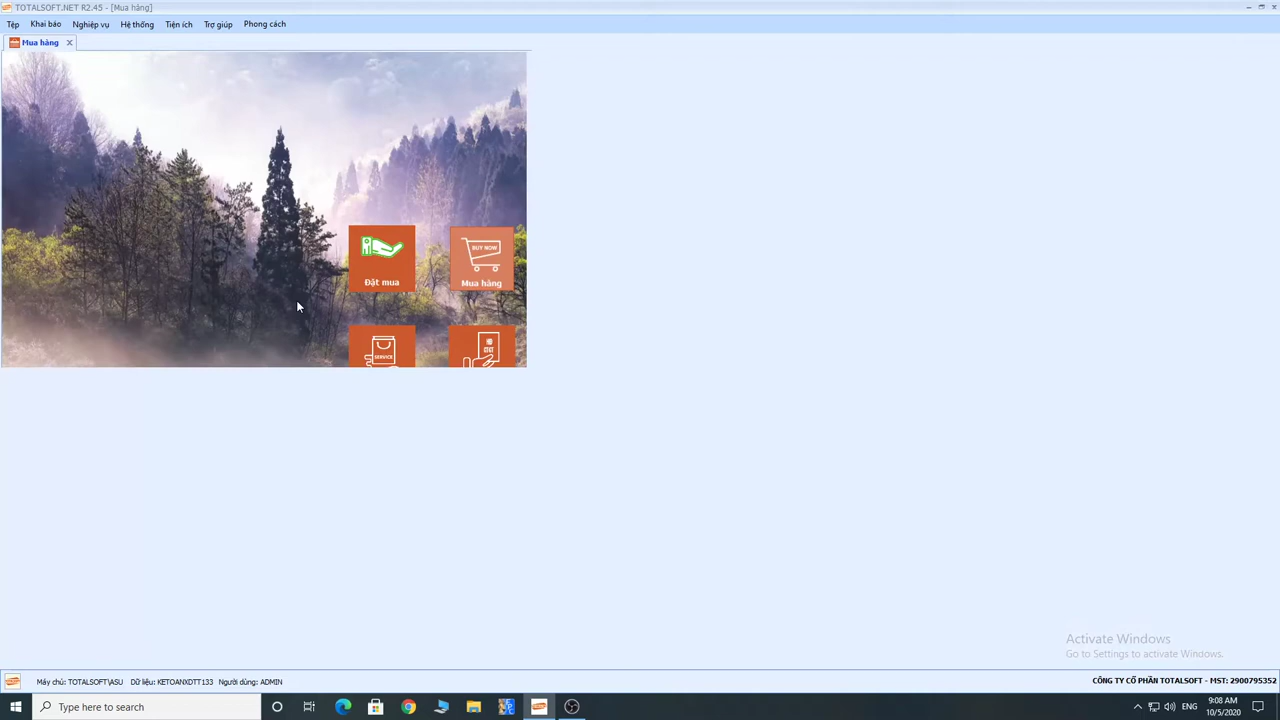 TOTALSOFT.NET R2.45 - [Mua hàng]
Tệp Khai báo Nghiệp vụ Hệ thống Tiện ích Trợ giúp Phong cách
Mua hàng
BUY NOW
Đặt mua
Mua hàng
SERVICE
Activate Windows
Go to Settings to activate Windows.
Máy chủ: TOTALSOFT\ASU Dữ liệu: KETOANXDTT133 Người dùng: ADMIN
CÔNG TY CỔ PHẦN TOTALSOFT - MST: 2900795352
Type here to search
ENG
9:08 AM
10/5/2020